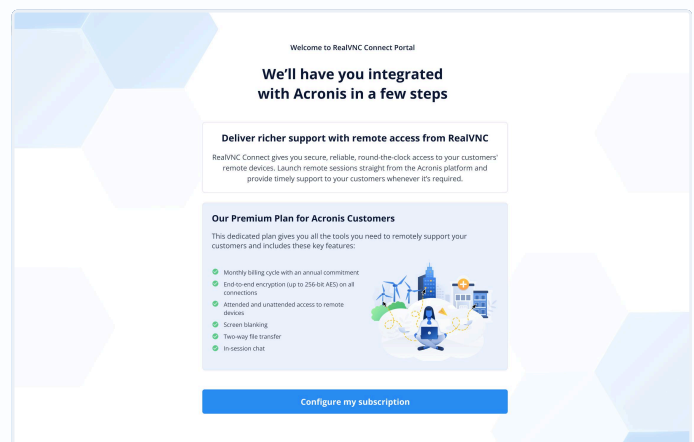 Welcome to RealVNC Connect Portal
We’ll have you integrated
with Acronis in a few steps
Deliver richer support with remote access from RealVNC
RealVNC Connect gives you secure, reliable, round-the-clock access to your customers'
remote devices. Launch remote sessions straight from the Acronis platform and
provide timely support to your customers whenever it's required.
Our Premium Plan for Acronis Customers
This dedicated plan gives you all the tools you need to remotely support your
customers and includes these key features:
Monthly billing cycle with an annual commitment
End-to-end encryption (up to 256-bit AES) on all
connections
Attended and unattended access to remote
devices
Screen blanking
Two-way file transfer
In-session chat
Configure my subscription